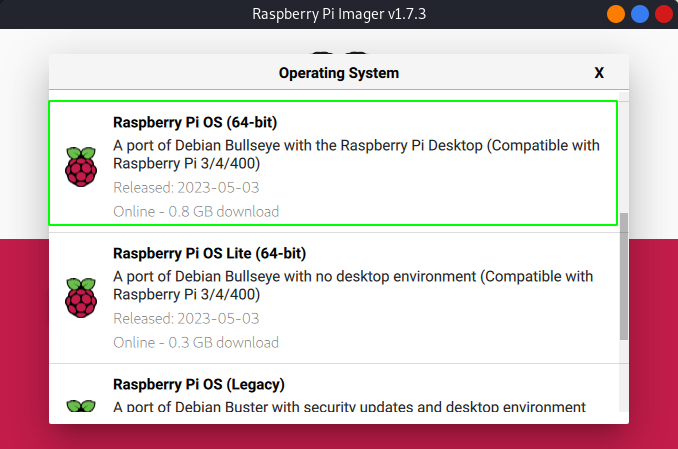 Raspberry Pi Imager v1.7.3
Operating System
X
Raspberry Pi OS (64-bit)
A port of Debian Bullseye with the Raspberry Pi Desktop (Compatible with
Raspberry Pi 3/4/400)
Released: 2023-05-03
Online - 0.8 GB download
Raspberry Pi OS Lite (64-bit)
A port of Debian Bullseye with no desktop environment (Compatible with
Raspberry Pi 3/4/400)
Released: 2023-05-03
Online - 0.3 GB download
Raspberry Pi OS (Legacy)
A port of Debian Buster with security updates and desktop environment